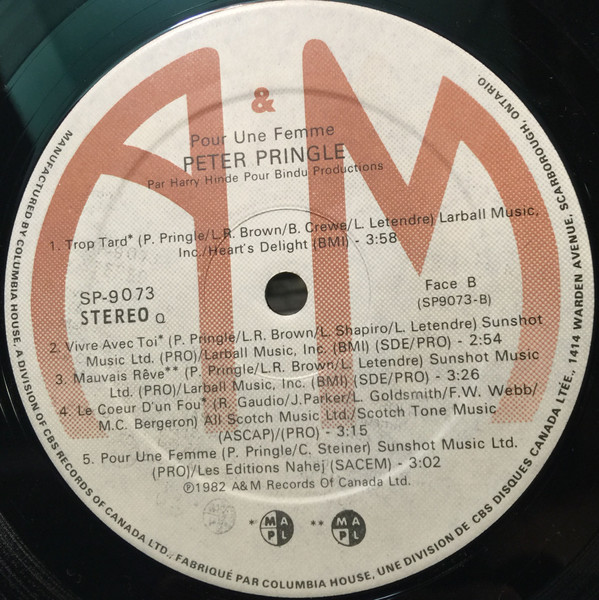 A & M
Pour Une Femme
PETER PRINGLE
Par Harry Hinde Pour Bindu Productions
1. Trop Tard* (P. Pringle/L.R. Brown/B. Crewe/L. Letendre) Larball Music,
Inc./Heart's Delight (BMI) - 3:58
SP-9073
STEREO Q
Face B
(SP9073-B)
2. Vivre Avec Toi* (P. Pringle/L.R. Brown/L. Shapiro/L. Letendre) Sunshot
Music Ltd. (PRO)/Larball Music, Inc. (BMI) (SDE/PRO) - 2:54
3. Mauvais Rêve** (P. Pringle/L.R. Brown/L. Letendre) Sunshot Music
Ltd. (PRO)/Larball Music, Inc. (BMI) (SDE/PRO) - 3:26
4. Le Coeur D'un Fou* (R. Gaudio/J.Parker/L. Goldsmith/F.W. Webb/
M.C. Bergeron) All Scotch Music Ltd./Scotch Tone Music
(ASCAP)/(PRO) - 3:15
5. Pour Une Femme (P. Pringle/C. Steiner) Sunshot Music Ltd.
(PRO)/Les Editions Nahej (SACEM) - 3:02
℗1982 A&M Records Of Canada Ltd.
* MAPL ** MAPL
MANUFACTURED BY COLUMBIA HOUSE, A DIVISION OF CBS RECORDS OF CANADA LTD., FABRIQUÉ PAR COLUMBIA HOUSE, UNE DIVISION DE CBS DISQUES CANADA LTÉE., 1414 WARDEN AVENUE, SCARBOROUGH, ONTARIO.